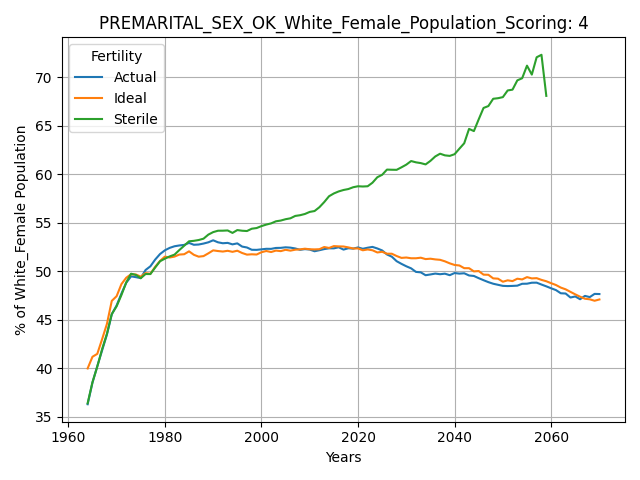 PREMARITAL_SEX_OK_White_Female_Population_Scoring: 4
Fertility
Actual
Ideal
Sterile
% of White_Female Population
70
65
60
55
50
45
40
35
1960
1980
2000
2020
2040
2060
Years